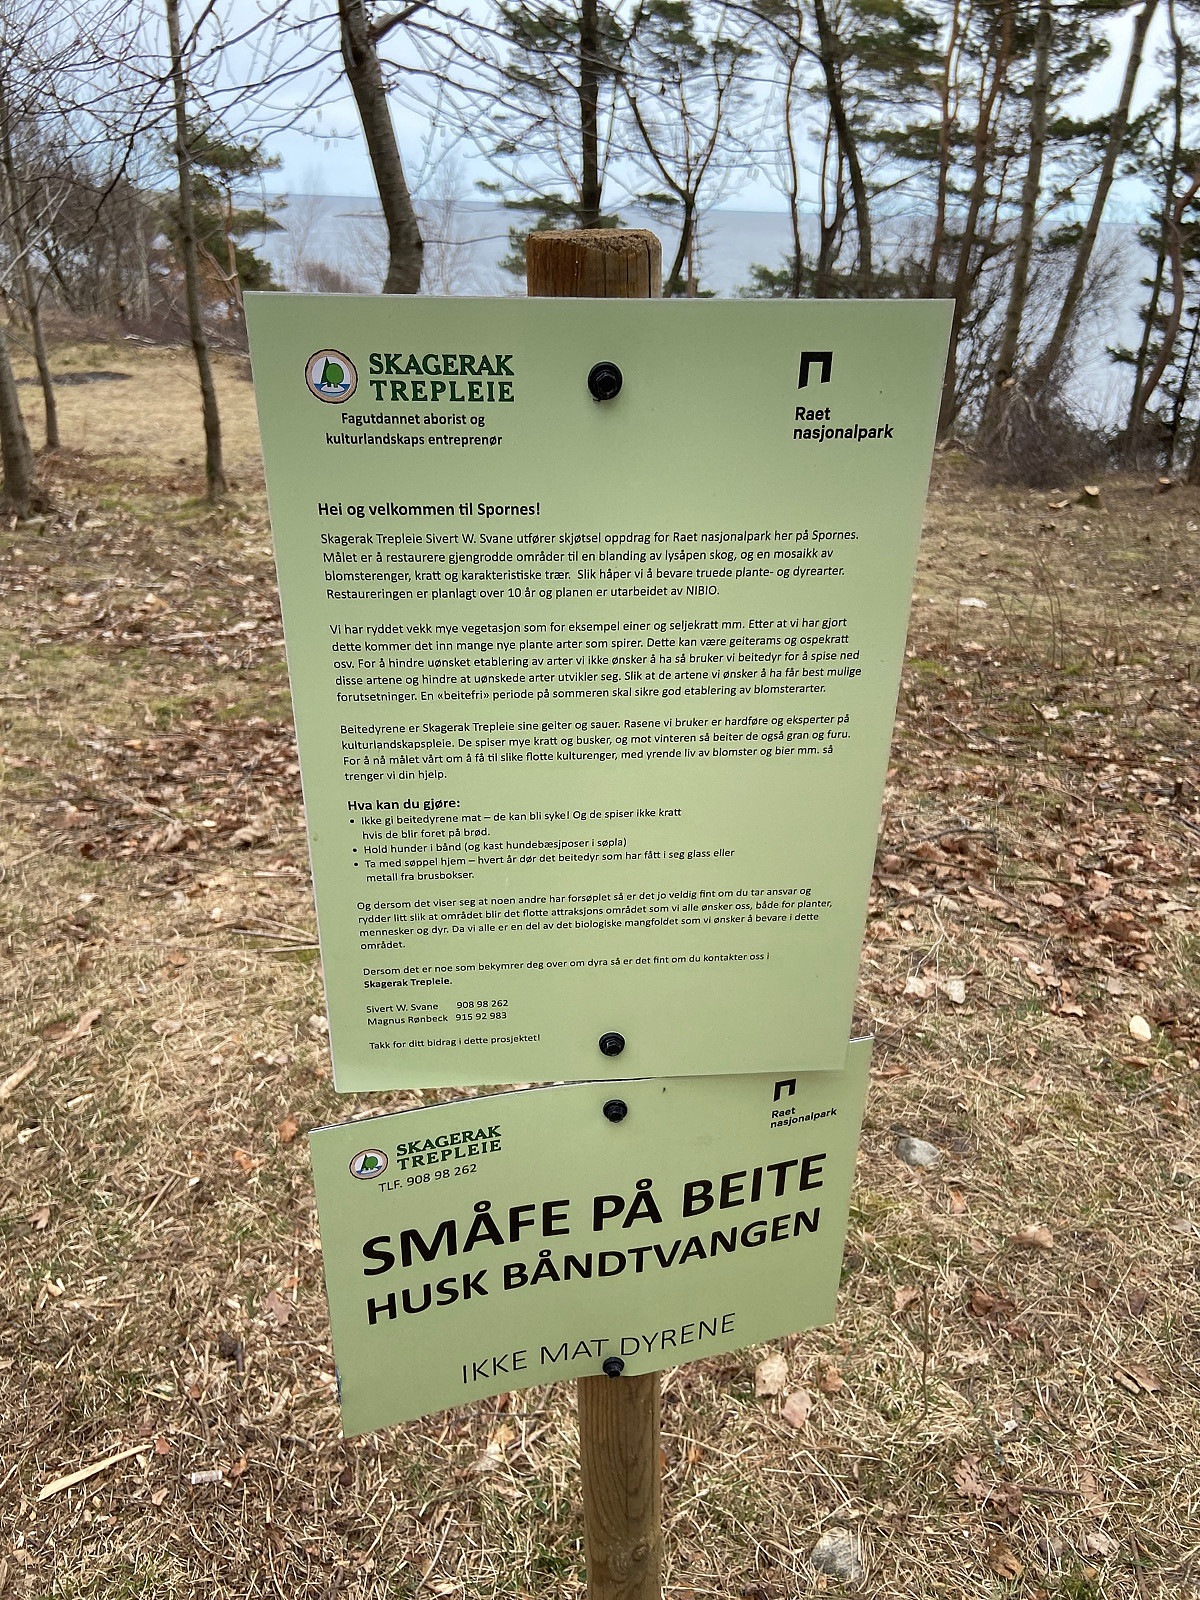 SKAGERAK
TREPLEIE
Fagutdannet aborist og
kulturlandskaps entreprenør
Raet
nasjonalpark
Hei og velkommen til Spornes!
Skagerak Trepleie Sivert W. Svane utfører skjøtsel oppdrag for Raet nasjonalpark her på Spornes.
Målet er å restaurere gjengrodde områder til en blanding av lysåpen skog, og en mosaikk av
blomsterenger, kratt og karakteristiske trær. Slik håper vi å bevare truede plante- og dyrearter.
Restaureringen er planlagt over 10 år og planen er utarbeidet av NIBIO.
Vi har ryddet vekk mye vegetasjon som for eksempel einer og seljekratt mm. Etter at vi har gjort
dette kommer det inn mange nye plante arter som spirer. Dette kan være geiterams og ospekratt
osv. For å hindre uønsket etablering av arter vi ikke ønsker å ha så bruker vi beitedyr for å spise ned
disse artene og hindre at uønskede arter utvikler seg. Slik at de artene vi ønsker å ha får best mulige
forutsetninger. En «beitefri» periode på sommeren skal sikre god etablering av blomsterarter.
Beitedyrene er Skagerak Trepleie sine geiter og sauer. Rasene vi bruker er hardføre og eksperter på
kulturlandskapspleie. De spiser mye kratt og busker, og mot vinteren så beiter de også gran og furu.
For å nå målet vårt om å få til slike flotte kulturenger, med yrende liv av blomster og bier mm. så
trenger vi din hjelp.
Hva kan du gjøre:
• Ikke gi beitedyrene mat – de kan bli syke! Og de spiser ikke kratt
hvis de blir foret på brød.
• Hold hunder i bånd (og kast hundebæsjposer i søpla)
• Ta med søppel hjem – hvert år dør det beitedyr som har fått i seg glass eller
metall fra brusbokser.
Og dersom det viser seg at noen andre har forsøplet så er det jo veldig fint om du tar ansvar og
rydder litt slik at området blir det flotte attraksjons området som vi alle ønsker oss, både for planter,
mennesker og dyr. Da vi alle er en del av det biologiske mangfoldet som vi ønsker å bevare i dette
området.
Dersom det er noe som bekymrer deg over om dyra så er det fint om du kontakter oss i
Skagerak Trepleie.
Sivert W. Svane 908 98 262
Magnus Rønbeck 915 92 983
Takk for ditt bidrag i dette prosjektet!
SKAGERAK
TREPLEIE
TLF. 908 98 262
Raet
nasjonalpark
SMÅFE PÅ BEITE
HUSK BÅNDTVANGEN
IKKE MAT DYRENE